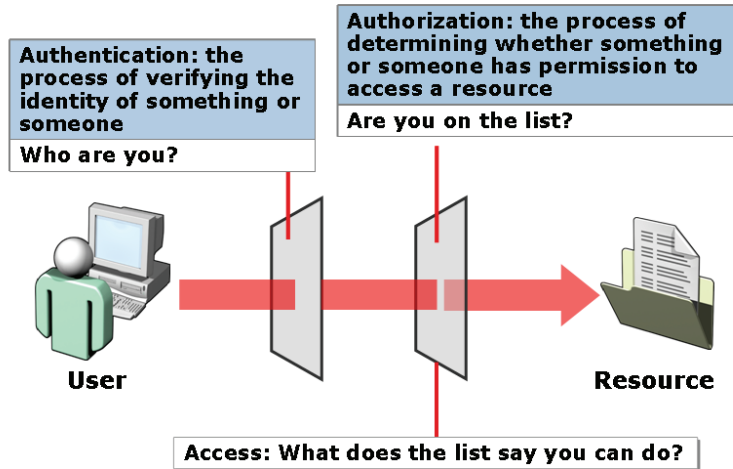 Authentication: the
process of verifying the
identity of something or
someone
Who are you?
Authorization: the process of
determining whether something
or someone has permission to
access a resource
Are you on the list?
User
Resource
Access: What does the list say you can do?